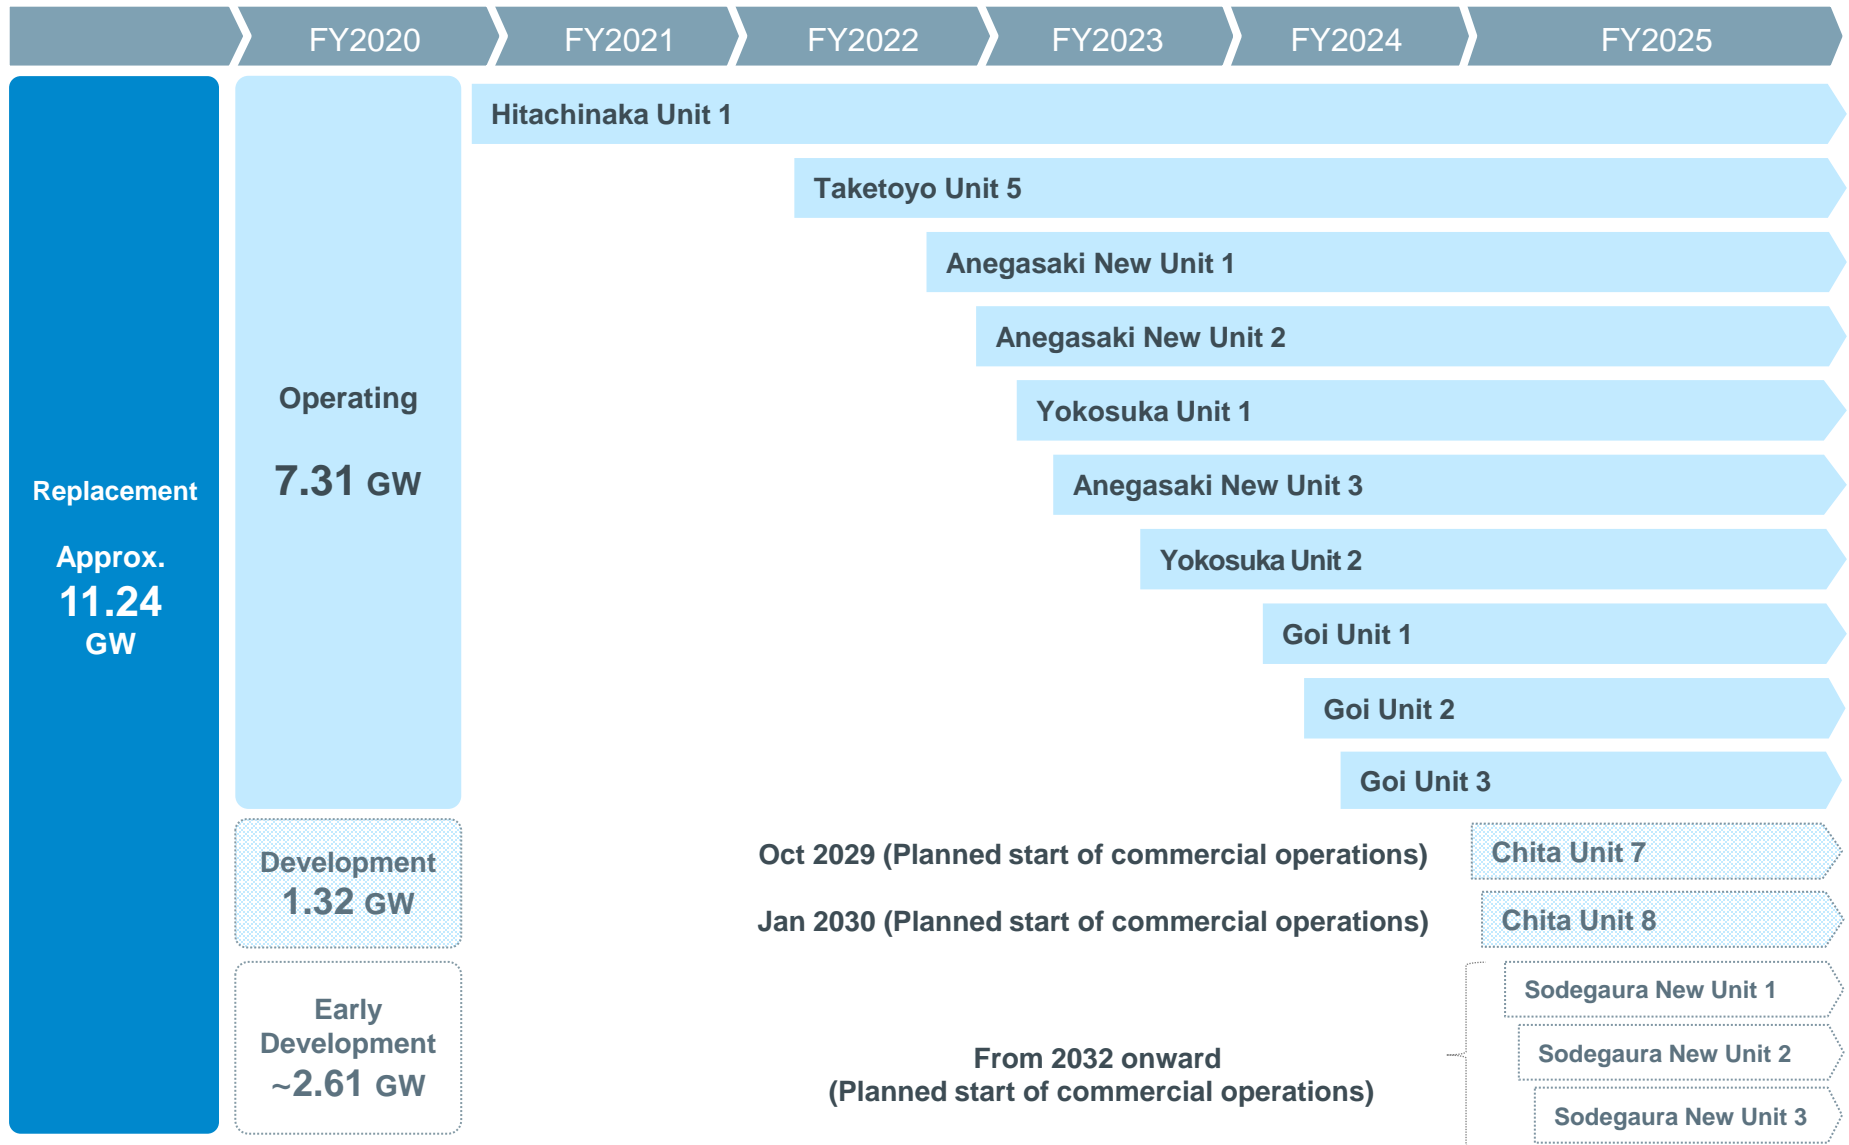 FY2020
FY2021
FY2022
FY2023
FY2024
FY2025
Replacement
Approx.
11.24
GW
Operating
7.31 GW
Hitachinaka Unit 1
Taketoyo Unit 5
Anegasaki New Unit 1
Anegasaki New Unit 2
Yokosuka Unit 1
Anegasaki New Unit 3
Yokosuka Unit 2
Goi Unit 1
Goi Unit 2
Goi Unit 3
Development
1.32 GW
Oct 2029 (Planned start of commercial operations)
Chita Unit 7
Jan 2030 (Planned start of commercial operations)
Chita Unit 8
Early
Development
~2.61 GW
From 2032 onward
(Planned start of commercial operations)
Sodegaura New Unit 1
Sodegaura New Unit 2
Sodegaura New Unit 3